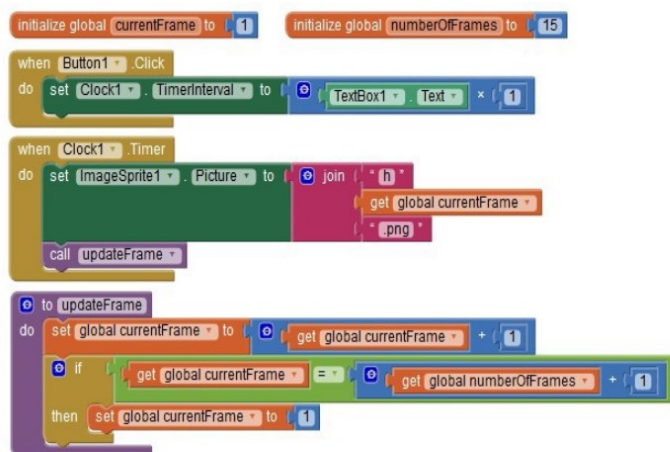 initialize global currentFrame to 1
initialize global numberOfFrames to 15
when Button1 .Click
do set Clock1 . TimerInterval to TextBox1 . Text × 1
when Clock1 .Timer
do set ImageSprite1 . Picture to join " h "
get global currentFrame
" .png "
call updateFrame
to updateFrame
do set global currentFrame to get global currentFrame + 1
if get global currentFrame = get global numberOfFrames + 1
then set global currentFrame to 1